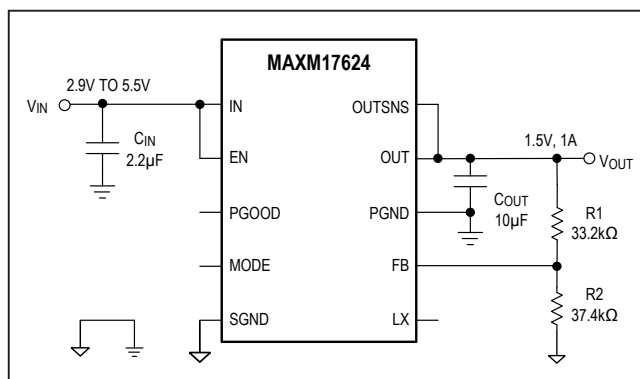 MAXM17624
2.9V TO 5.5V
VIN
CIN
2.2µF
IN
EN
PGOOD
MODE
SGND
OUTSNS
OUT
PGND
FB
LX
1.5V, 1A
VOUT
COUT
10µF
R1
33.2kΩ
R2
37.4kΩ